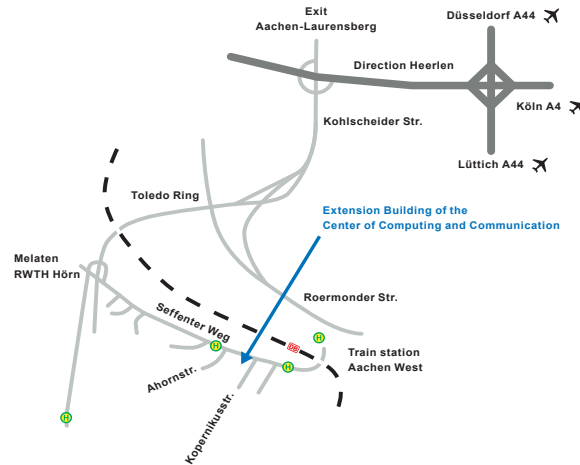 Exit
Aachen-Laurensberg
Düsseldorf A44
Direction Heerlen
Köln A4
Kohlscheider Str.
Lüttich A44
Toledo Ring
Extension Building of the
Center of Computing and Communication
Melaten
RWTH Hörn
Roermonder Str.
Seffenter Weg
H
DB
H
Train station
Aachen West
H
Ahornstr.
Kopernikusstr.
H